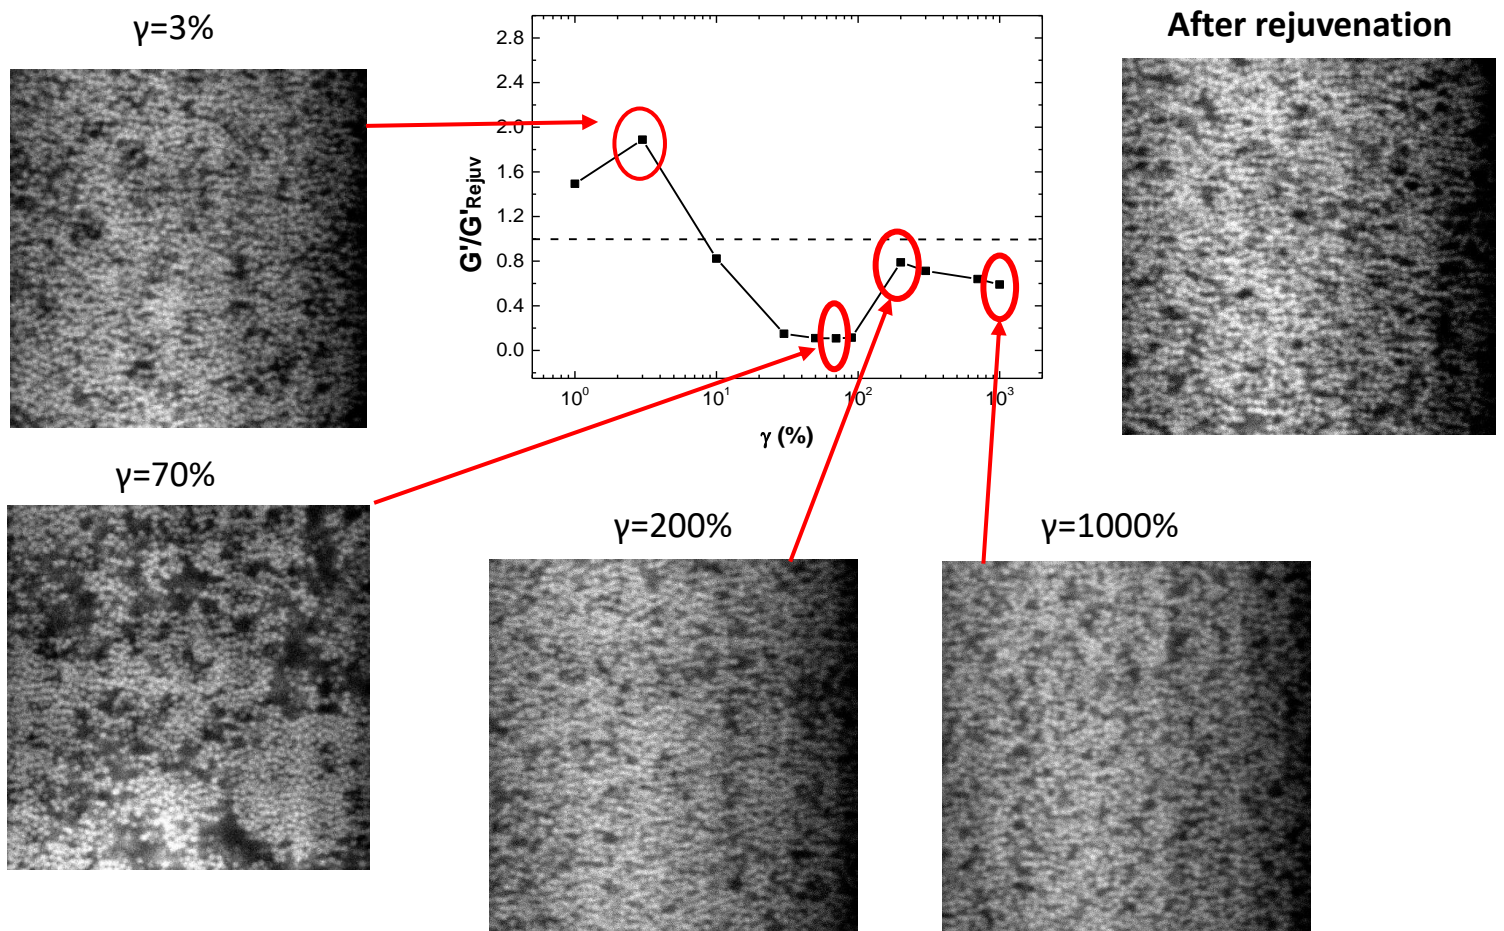 γ=3%
After rejuvenation
2.8
2.4
2.0
1.6
1.2
0.8
0.4
0.0
G'/G'Rejuv
10⁰
10¹
10²
10³
γ (%)
γ=70%
γ=200%
γ=1000%